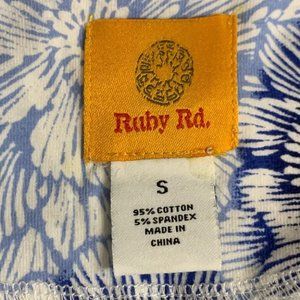 Ruby Rd.
S
95% COTTON
5% SPANDEX
MADE IN
CHINA